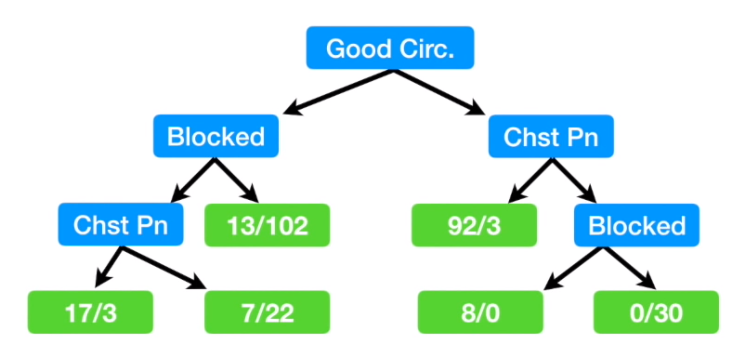 Good Circ.
Blocked
Chst Pn
Chst Pn
13/102
92/3
Blocked
17/3
7/22
8/0
0/30